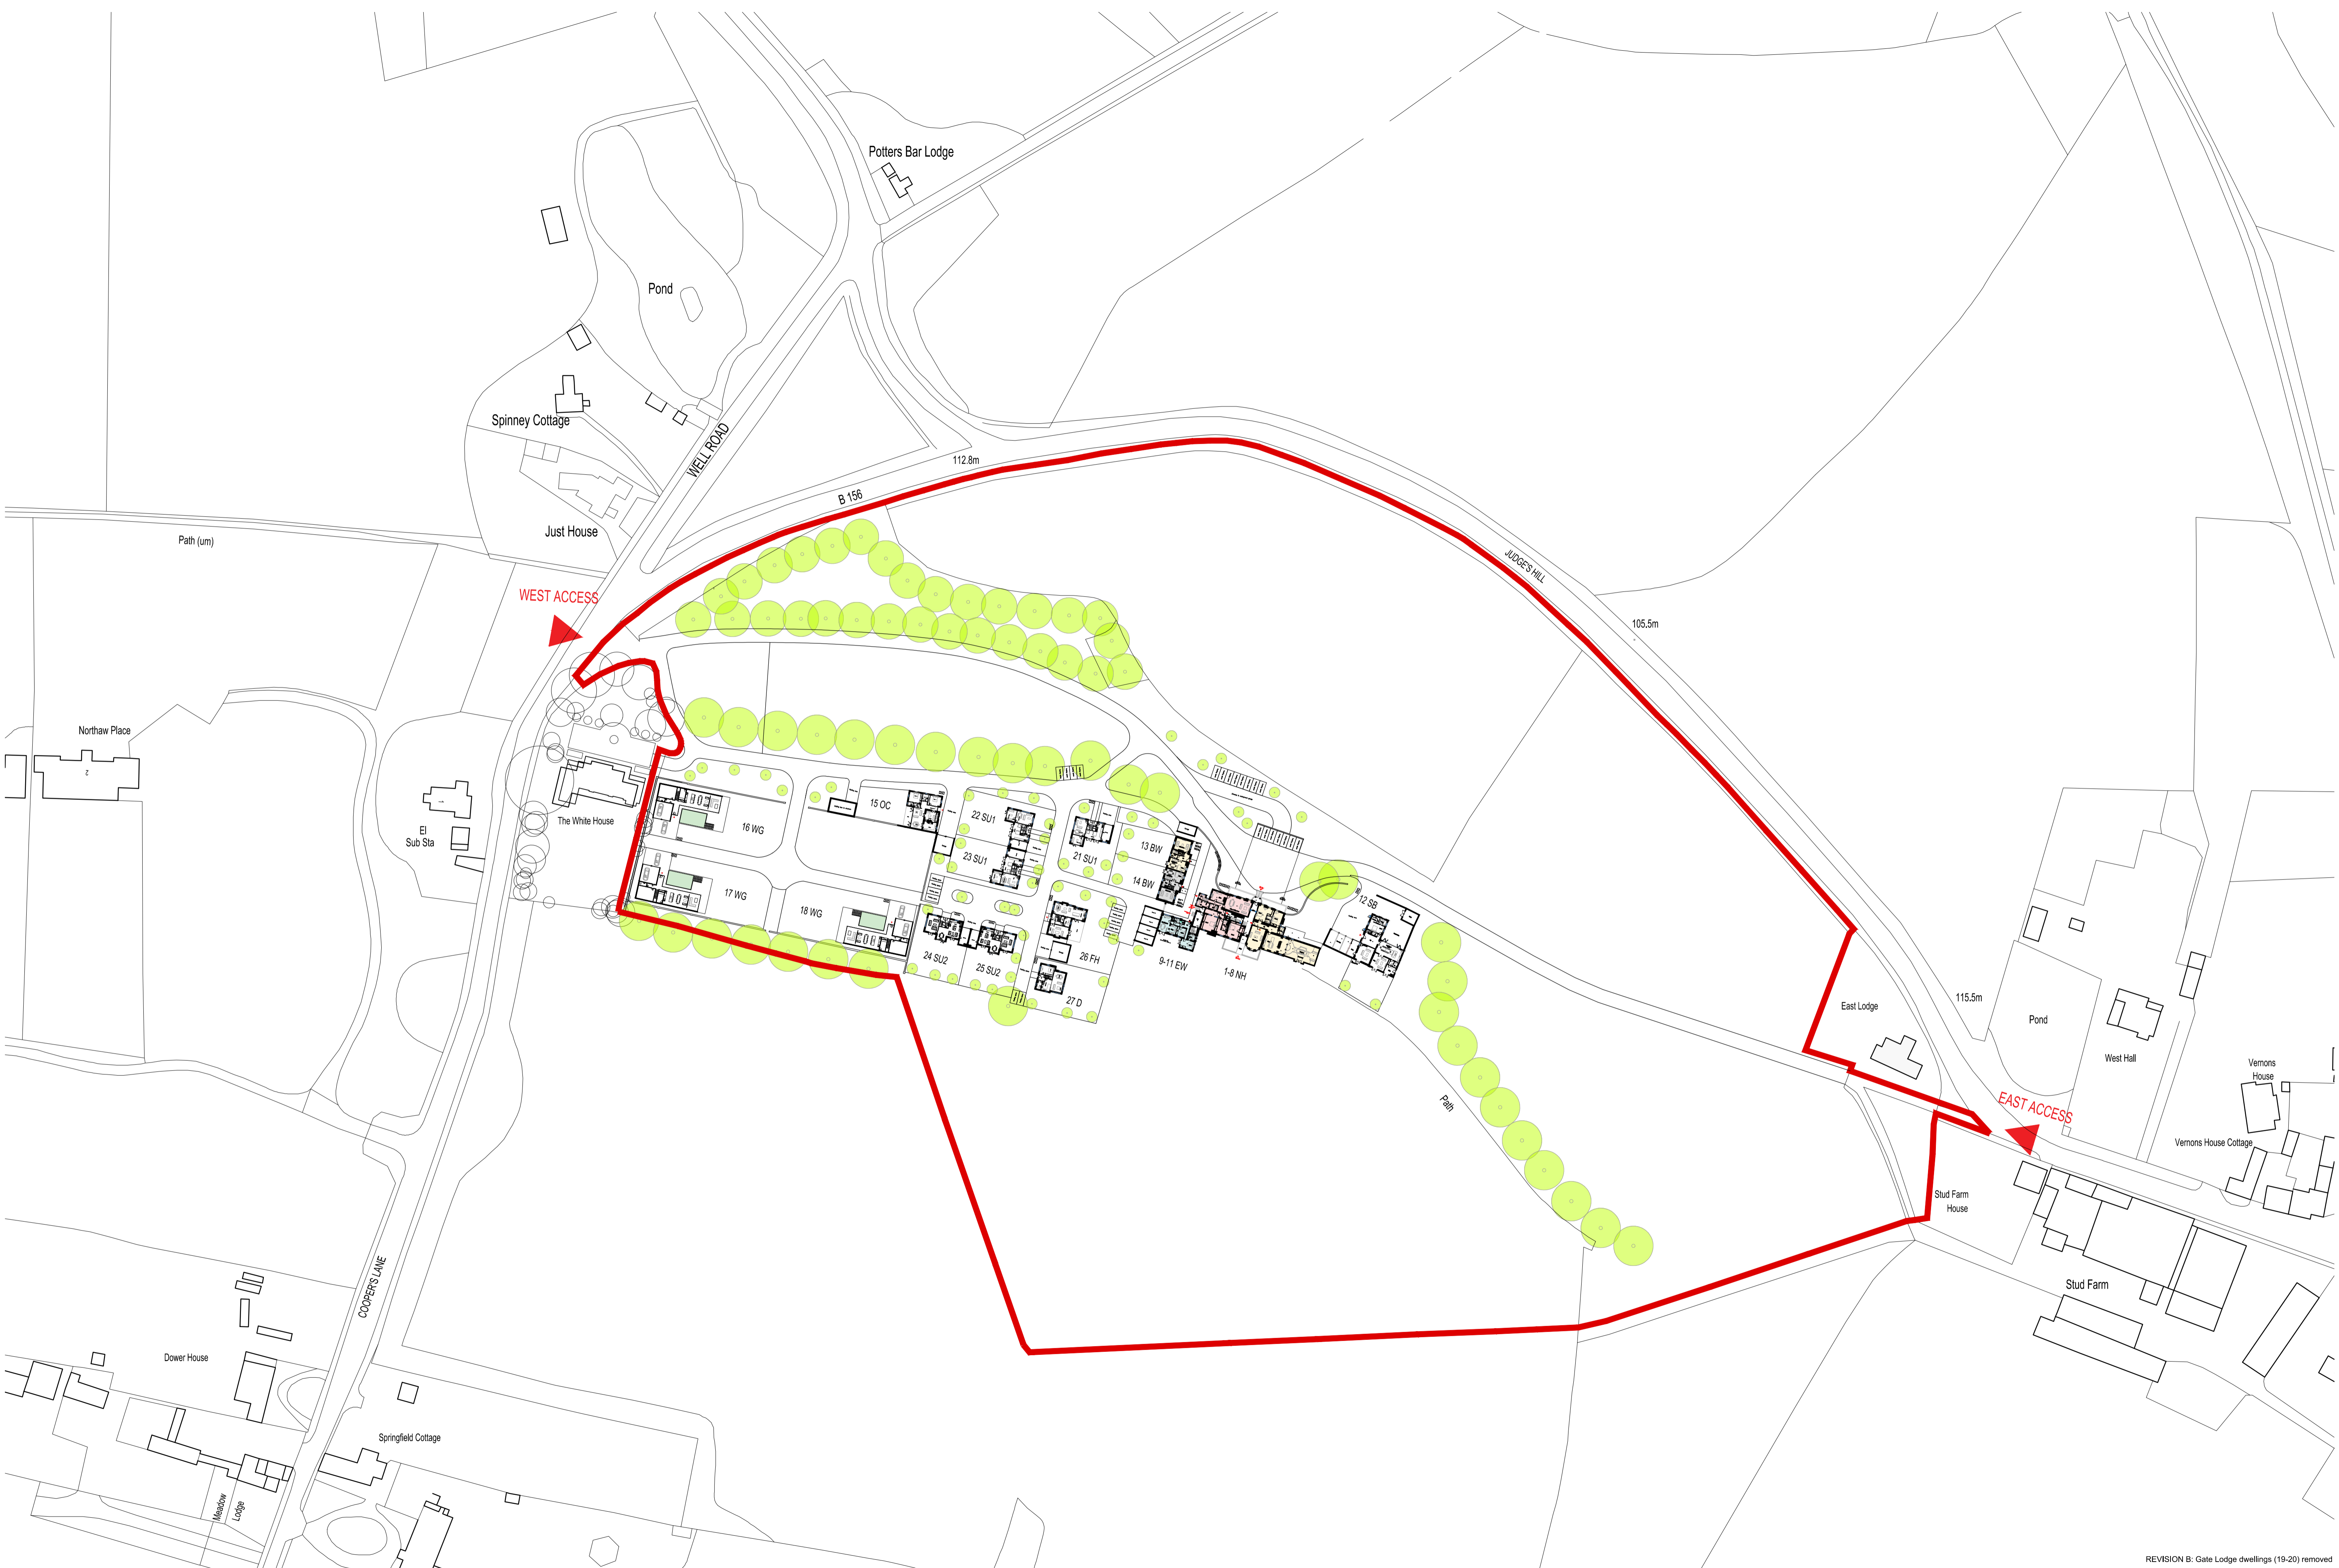 Potters Bar Lodge
Pond
Spinney Cottage
WELL ROAD
112.8m
B 156
Just House
Path (um)
JUDGE'S HILL
WEST ACCESS
105.5m
Northaw Place
2
1
El
Sub Sta
The White House
15 OC
16 WG
22 SU1
23 SU1
21 SU1
13 BW
14 BW
17 WG
18 WG
12 SB
24 SU2
25 SU2
26 FH
9-11 EW
1-8 NH
27 D
115.5m
East Lodge
Pond
West Hall
Vernons
House
EAST ACCESS
Path
Vernons House Cottage
Stud Farm
House
Stud Farm
COOPER'S LANE
Dower House
Springfield Cottage
Meadow
Lodge
REVISION B: Gate Lodge dwellings (19-20) removed